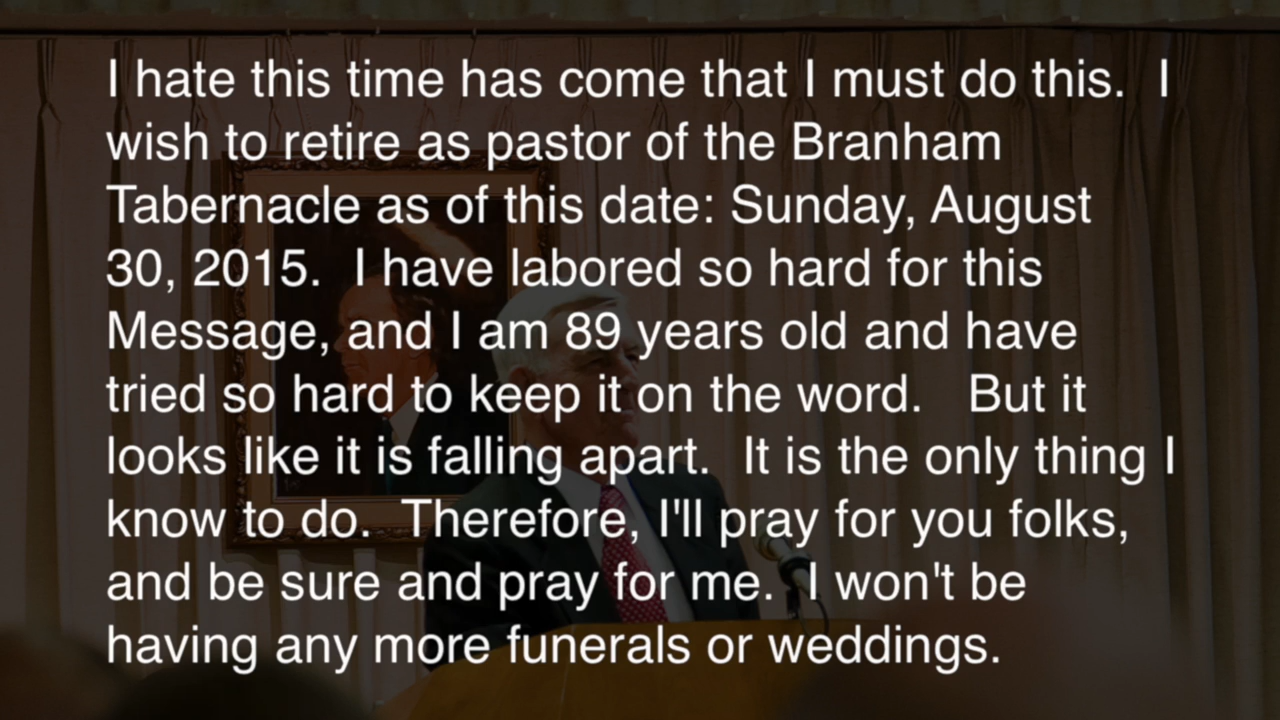 I hate this time has come that I must do this.  I
wish to retire as pastor of the Branham
Tabernacle as of this date: Sunday, August
30, 2015.  I have labored so hard for this
Message, and I am 89 years old and have
tried so hard to keep it on the word.   But it
looks like it is falling apart.  It is the only thing I
know to do.  Therefore, I'll pray for you folks,
and be sure and pray for me.  I won't be
having any more funerals or weddings.